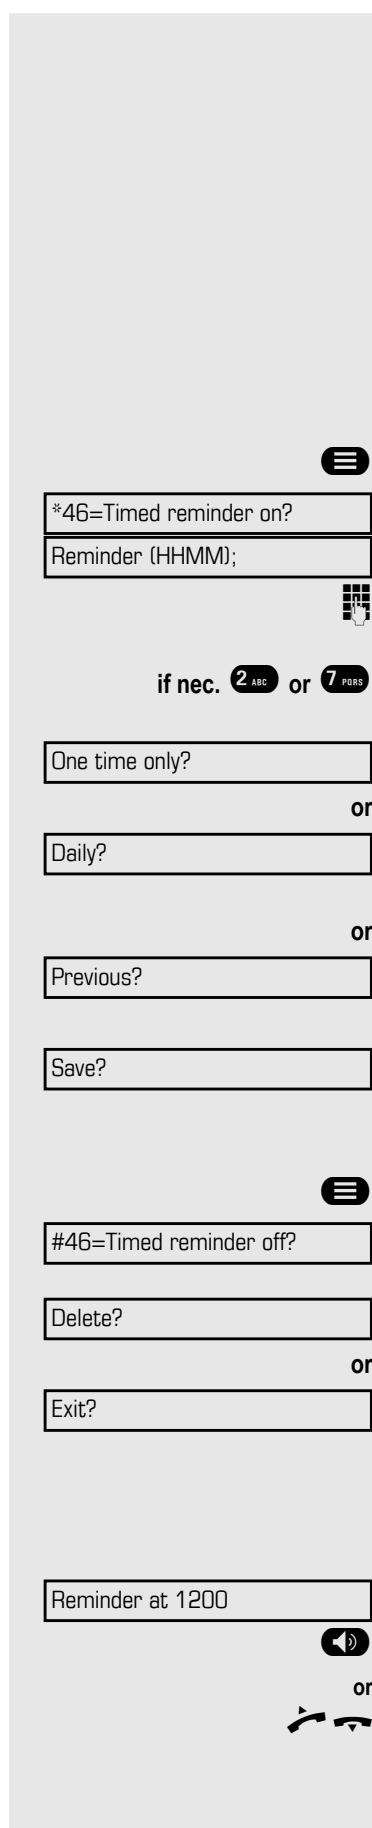 *46=Timed reminder on?
Reminder (HHMM);
if nec. 2 ABC or 7 PQRS
One time only?
or
Daily?
or
Previous?
Save?
#46=Timed reminder off?
Delete?
or
Exit?
Reminder at 1200
or